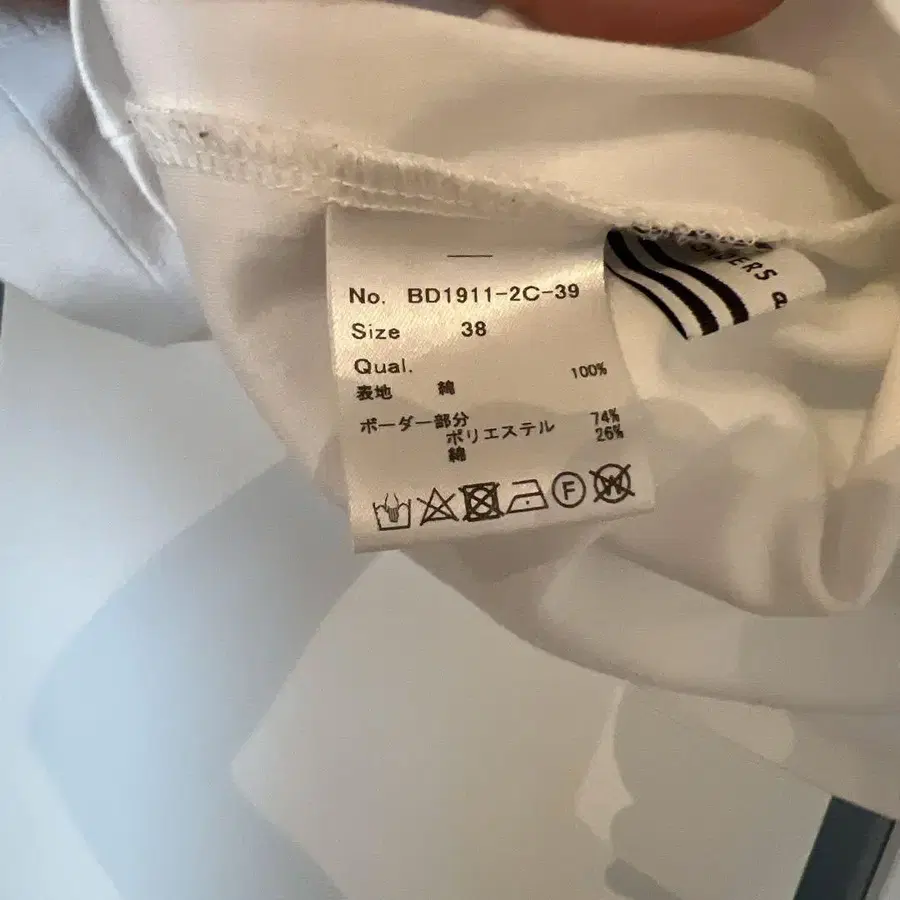 No. BD1911-2C-39
Size 38
Qual.
表地 綿 100%
ボーダー部分
ポリエステル 74%
綿 26%
F
W